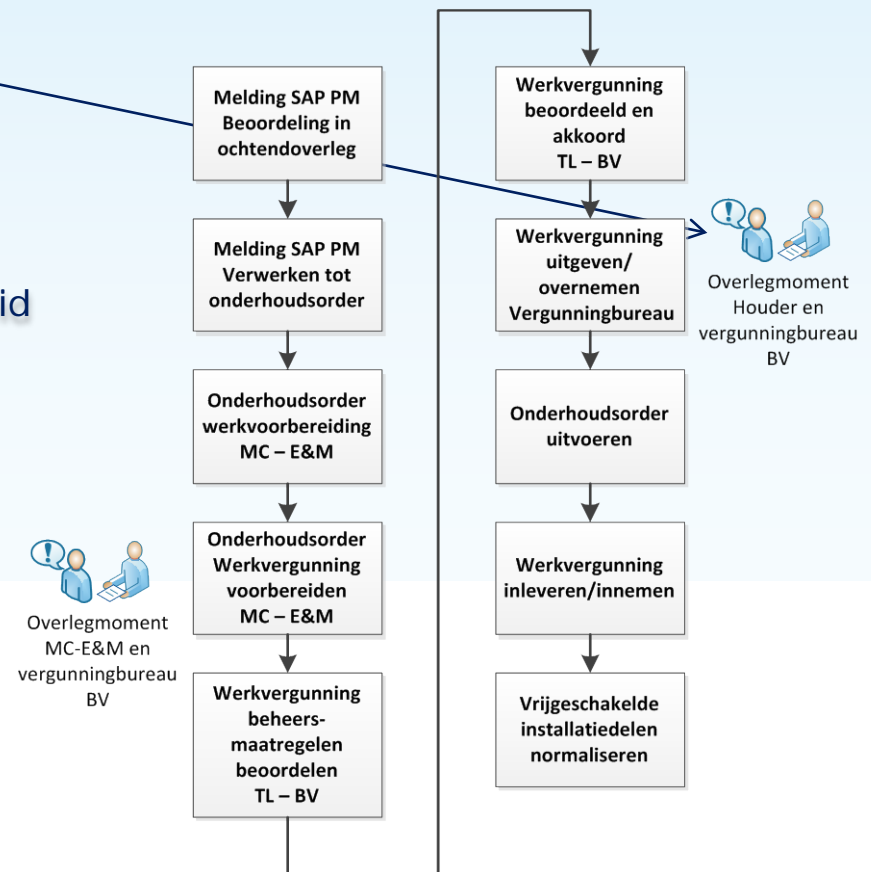 Melding SAP PM
Beoordeling in
ochtendoverleg
Melding SAP PM
Verwerken tot
onderhoudsorder
id
Onderhoudsorder
werkvoorbereiding
MC – E&M
Onderhoudsorder
Werkvergunning
voorbereiden
MC – E&M
Overlegmoment
MC-E&M en
vergunningbureau
BV
Werkvergunning
beheers-
maatregelen
beoordelen
TL – BV
Werkvergunning
beoordeeld en
akkoord
TL – BV
Werkvergunning
uitgeven/
overnemen
Vergunningbureau
Overlegmoment
Houder en
vergunningbureau
BV
Onderhoudsorder
uitvoeren
Werkvergunning
inleveren/innemen
Vrijgeschakelde
installatiedelen
normaliseren